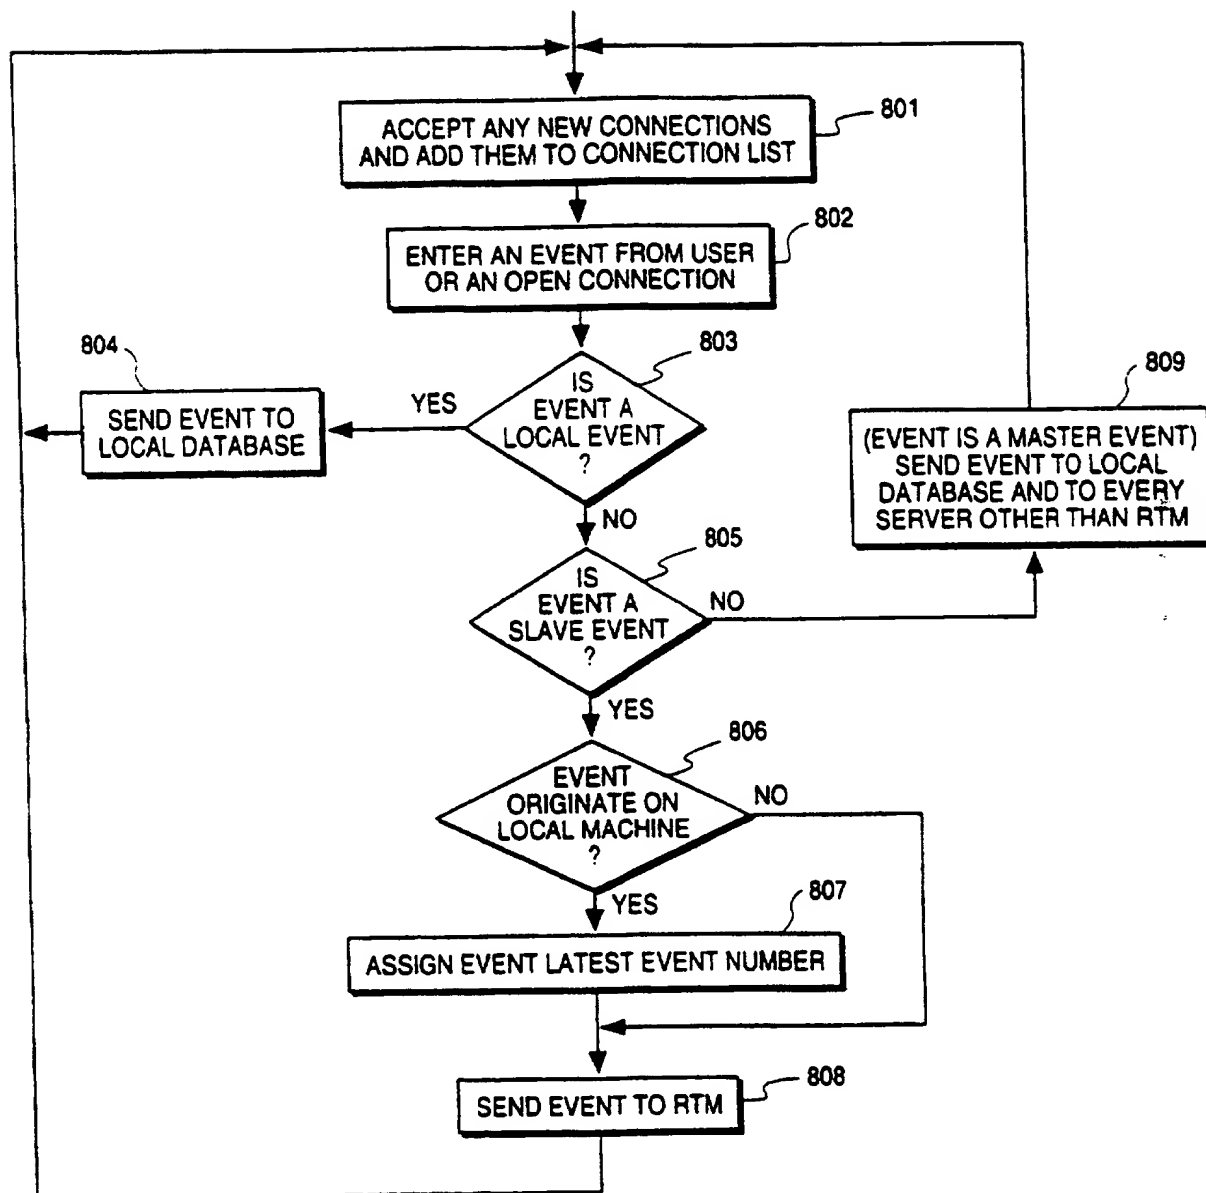 801
ACCEPT ANY NEW CONNECTIONS
AND ADD THEM TO CONNECTION LIST
802
ENTER AN EVENT FROM USER
OR AN OPEN CONNECTION
803
IS
EVENT A
LOCAL EVENT
?
YES
804
SEND EVENT TO
LOCAL DATABASE
NO
805
IS
EVENT A
SLAVE EVENT
?
NO
809
(EVENT IS A MASTER EVENT)
SEND EVENT TO LOCAL
DATABASE AND TO EVERY
SERVER OTHER THAN RTM
YES
806
EVENT
ORIGINATE ON
LOCAL MACHINE
?
NO
YES
807
ASSIGN EVENT LATEST EVENT NUMBER
808
SEND EVENT TO RTM